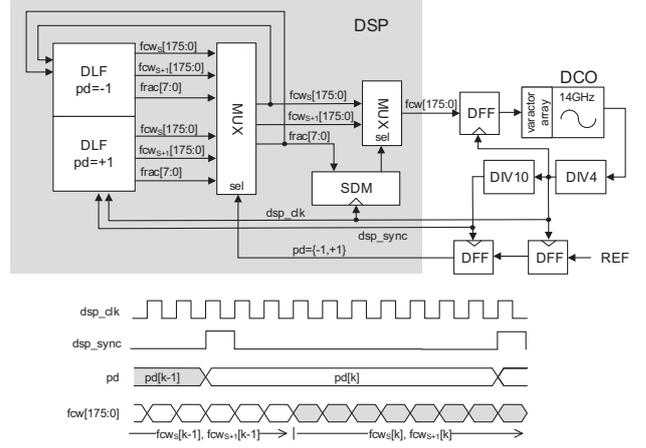 DSP
DLF
pd=-1
DLF
pd=+1
fcwS[175:0]
fcwS+1[175:0]
frac[7:0]
fcwS[175:0]
fcwS+1[175:0]
frac[7:0]
MUX
sel
fcwS[175:0]
fcwS+1[175:0]
frac[7:0]
MUX
sel
SDM
fcw[175:0]
DFF
DCO
varactor
array
14GHz
DIV10
DIV4
dsp_clk
dsp_sync
pd={-1,+1}
DFF
DFF
REF
dsp_clk
dsp_sync
pd
pd[k-1]
pd[k]
fcw[175:0]
fcwS[k-1], fcwS+1[k-1]
fcwS[k], fcwS+1[k]